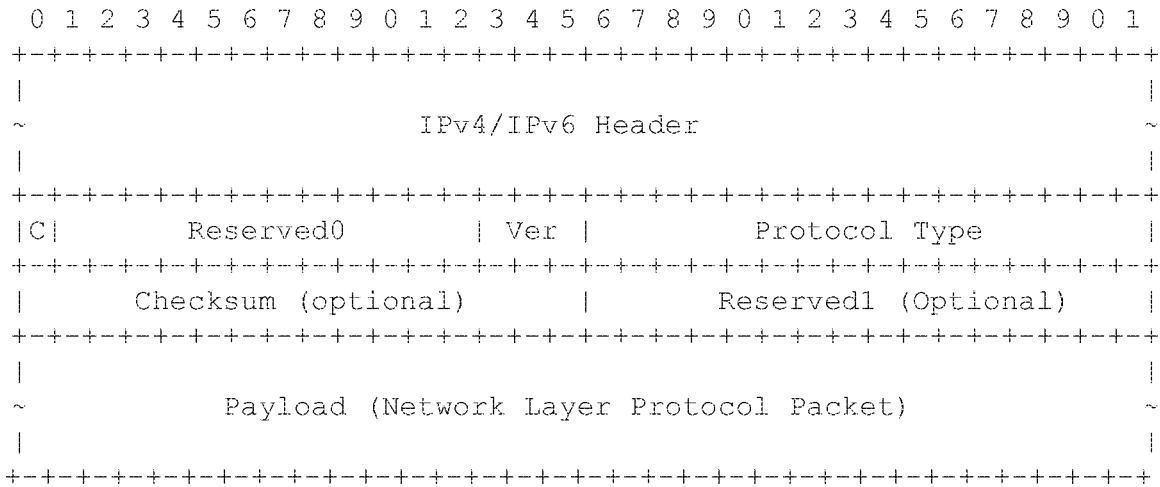 0 1 2 3 4 5 6 7 8 9 0 1 2 3 4 5 6 7 8 9 0 1 2 3 4 5 6 7 8 9 0 1
+-+-+-+-+-+-+-+-+-+-+-+-+-+-+-+-+-+-+-+-+-+-+-+-+-+-+-+-+-+-+-+-+
| |
~ IPv4/IPv6 Header ~
| |
+-+-+-+-+-+-+-+-+-+-+-+-+-+-+-+-+-+-+-+-+-+-+-+-+-+-+-+-+-+-+-+-+
|C| Reserved0 | Ver | Protocol Type |
+-+-+-+-+-+-+-+-+-+-+-+-+-+-+-+-+-+-+-+-+-+-+-+-+-+-+-+-+-+-+-+-+
| Checksum (optional) | Reserved1 (Optional) |
+-+-+-+-+-+-+-+-+-+-+-+-+-+-+-+-+-+-+-+-+-+-+-+-+-+-+-+-+-+-+-+-+
| |
~ Payload (Network Layer Protocol Packet) ~
| |
+-+-+-+-+-+-+-+-+-+-+-+-+-+-+-+-+-+-+-+-+-+-+-+-+-+-+-+-+-+-+-+-+